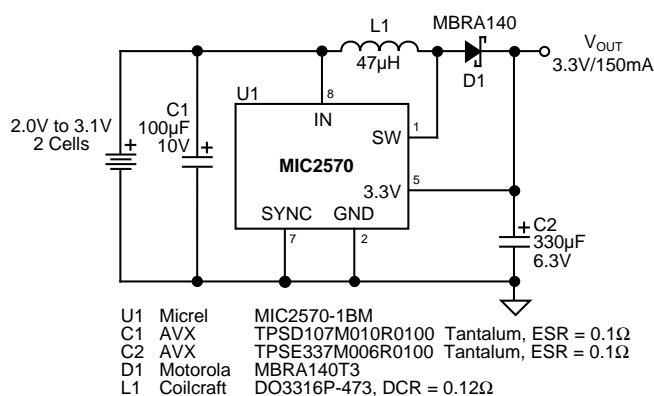 MBRA140
L1
47µH
D1
VOUT
3.3V/150mA
U1
8
IN
C1
100µF
10V
2.0V to 3.1V
2 Cells
+
+
SW
1
MIC2570
3.3V
5
SYNC
GND
7
2
+
C2
330µF
6.3V
U1 Micrel MIC2570-1BM
C1 AVX TPSD107M010R0100 Tantalum, ESR = 0.1Ω
C2 AVX TPSE337M006R0100 Tantalum, ESR = 0.1Ω
D1 Motorola MBRA140T3
L1 Coilcraft DO3316P-473, DCR = 0.12Ω